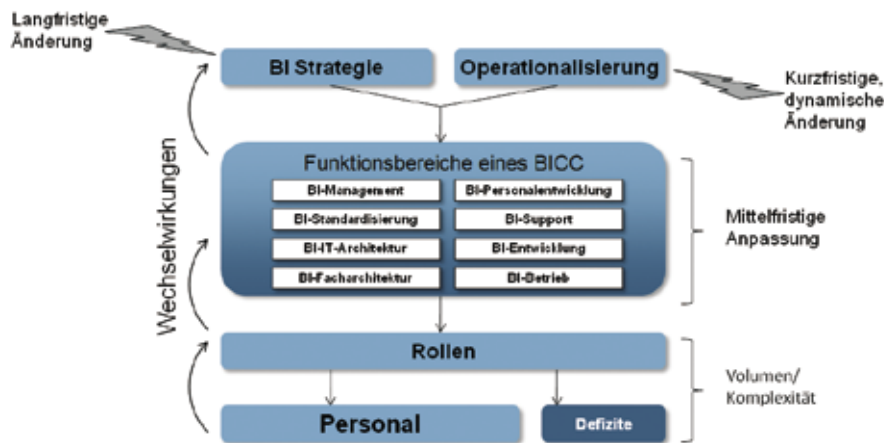 Langfristige
Änderung
BI Strategie
Operationalisierung
Kurzfristige,
dynamische
Änderung
Wechselwirkungen
Funktionsbereiche eines BICC
BI-Management
BI-Personalentwicklung
BI-Standardisierung
BI-Support
BI-IT-Architektur
BI-Entwicklung
BI-Facharchitektur
BI-Betrieb
Mittelfristige
Anpassung
Rollen
Volumen/
Komplexität
Personal
Defizite